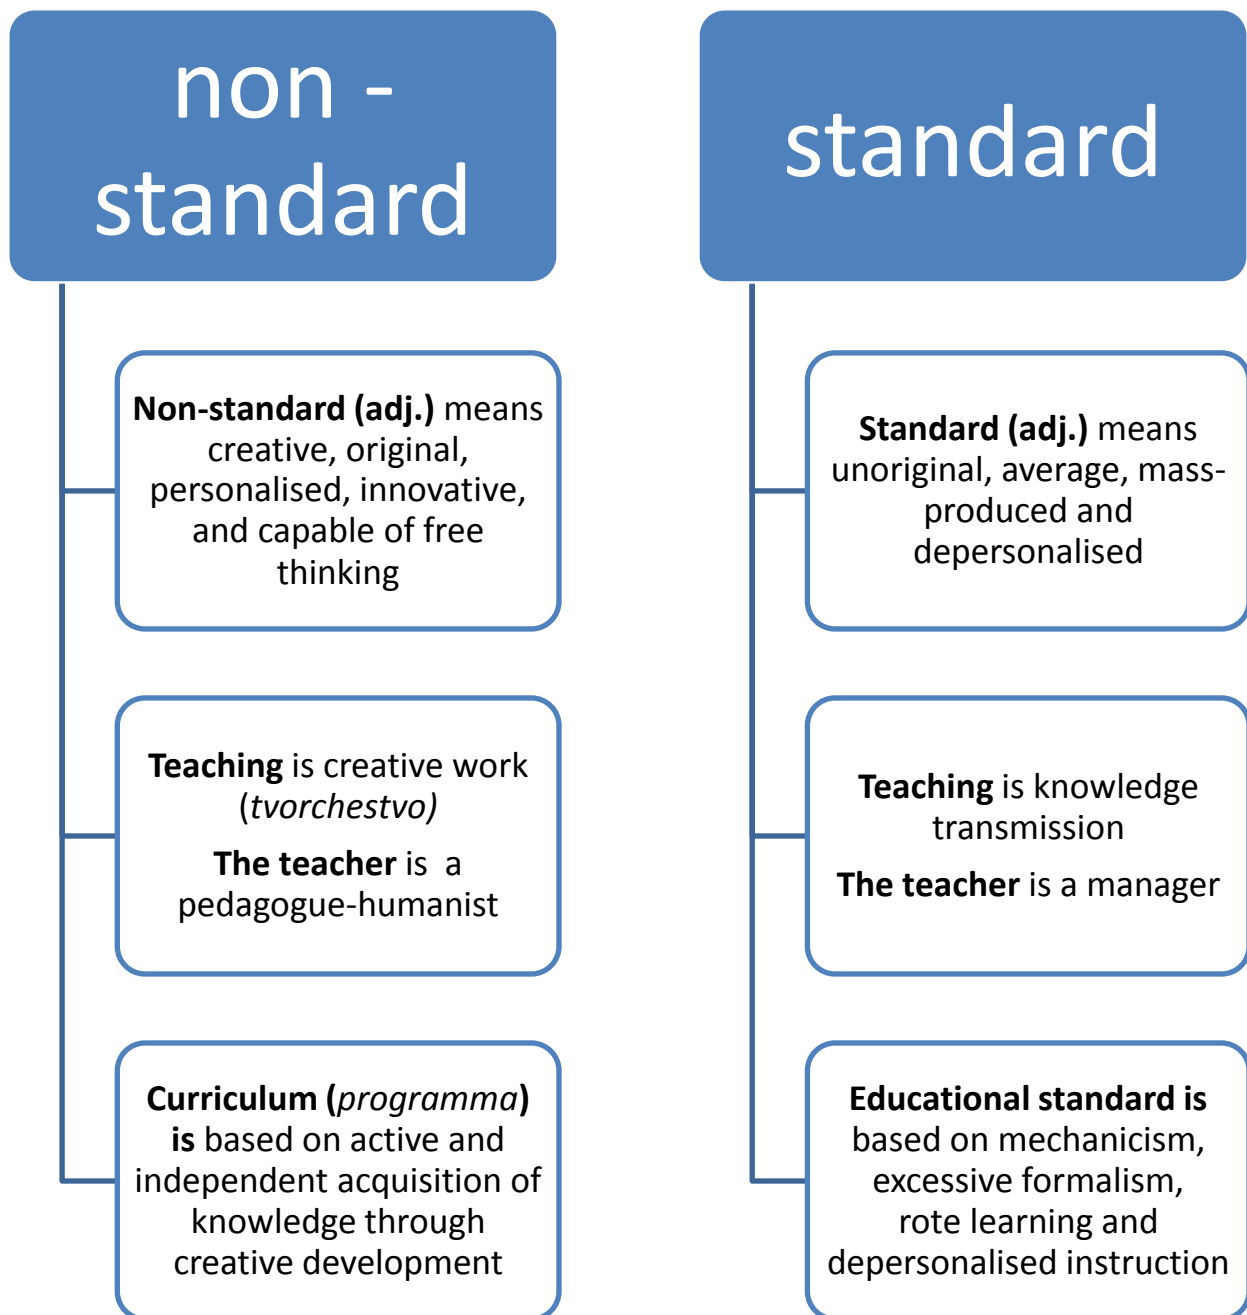 non -
standard
Non-standard (adj.) means
creative, original,
personalised, innovative,
and capable of free
thinking
Teaching is creative work
(tvorchestvo)
The teacher is a
pedagogue-humanist
Curriculum (programma)
is based on active and
independent acquisition of
knowledge through
creative development
standard
Standard (adj.) means
unoriginal, average, mass-
produced and
depersonalised
Teaching is knowledge
transmission
The teacher is a manager
Educational standard is
based on mechanicism,
excessive formalism,
rote learning and
depersonalised instruction